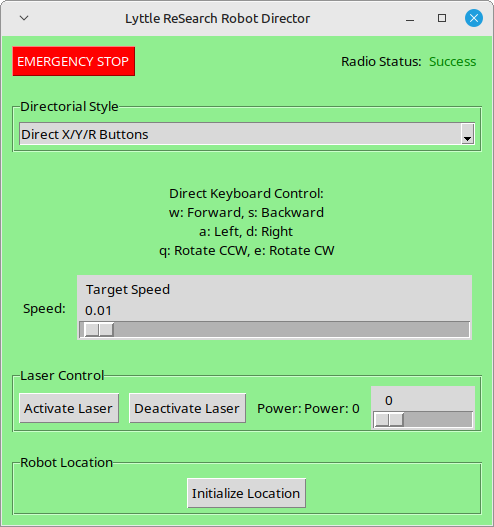 Lyttle ReSearch Robot Director
EMERGENCY STOP
Radio Status: Success
Directorial Style
Direct X/Y/R Buttons
Direct Keyboard Control:
w: Forward, s: Backward
a: Left, d: Right
q: Rotate CCW, e: Rotate CW
Target Speed
Speed: 0.01
Laser Control
Activate Laser Deactivate Laser Power: Power: 0 0
Robot Location
Initialize Location